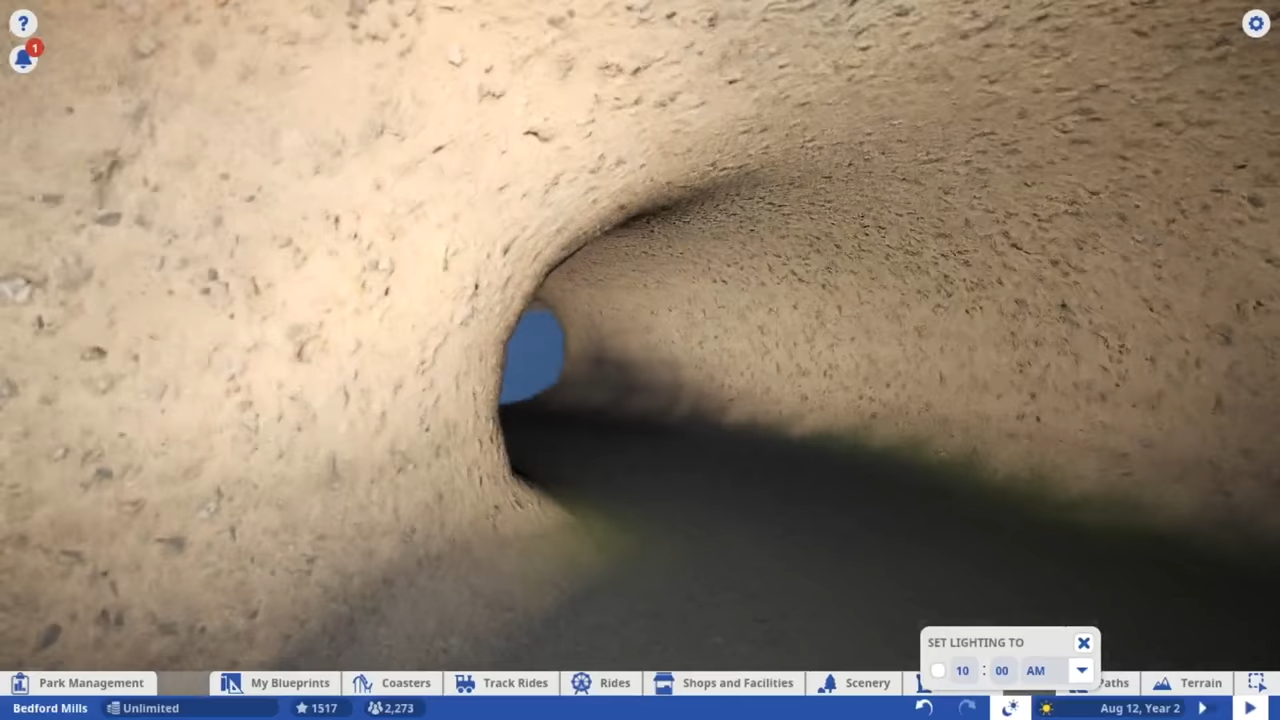 ?
1
SET LIGHTING TO
10 : 00 AM
Park Management
My Blueprints
Coasters
Track Rides
Rides
Shops and Facilities
Scenery
Paths
Terrain
Bedford Mills
Unlimited
1517
2,273
Aug 12, Year 2